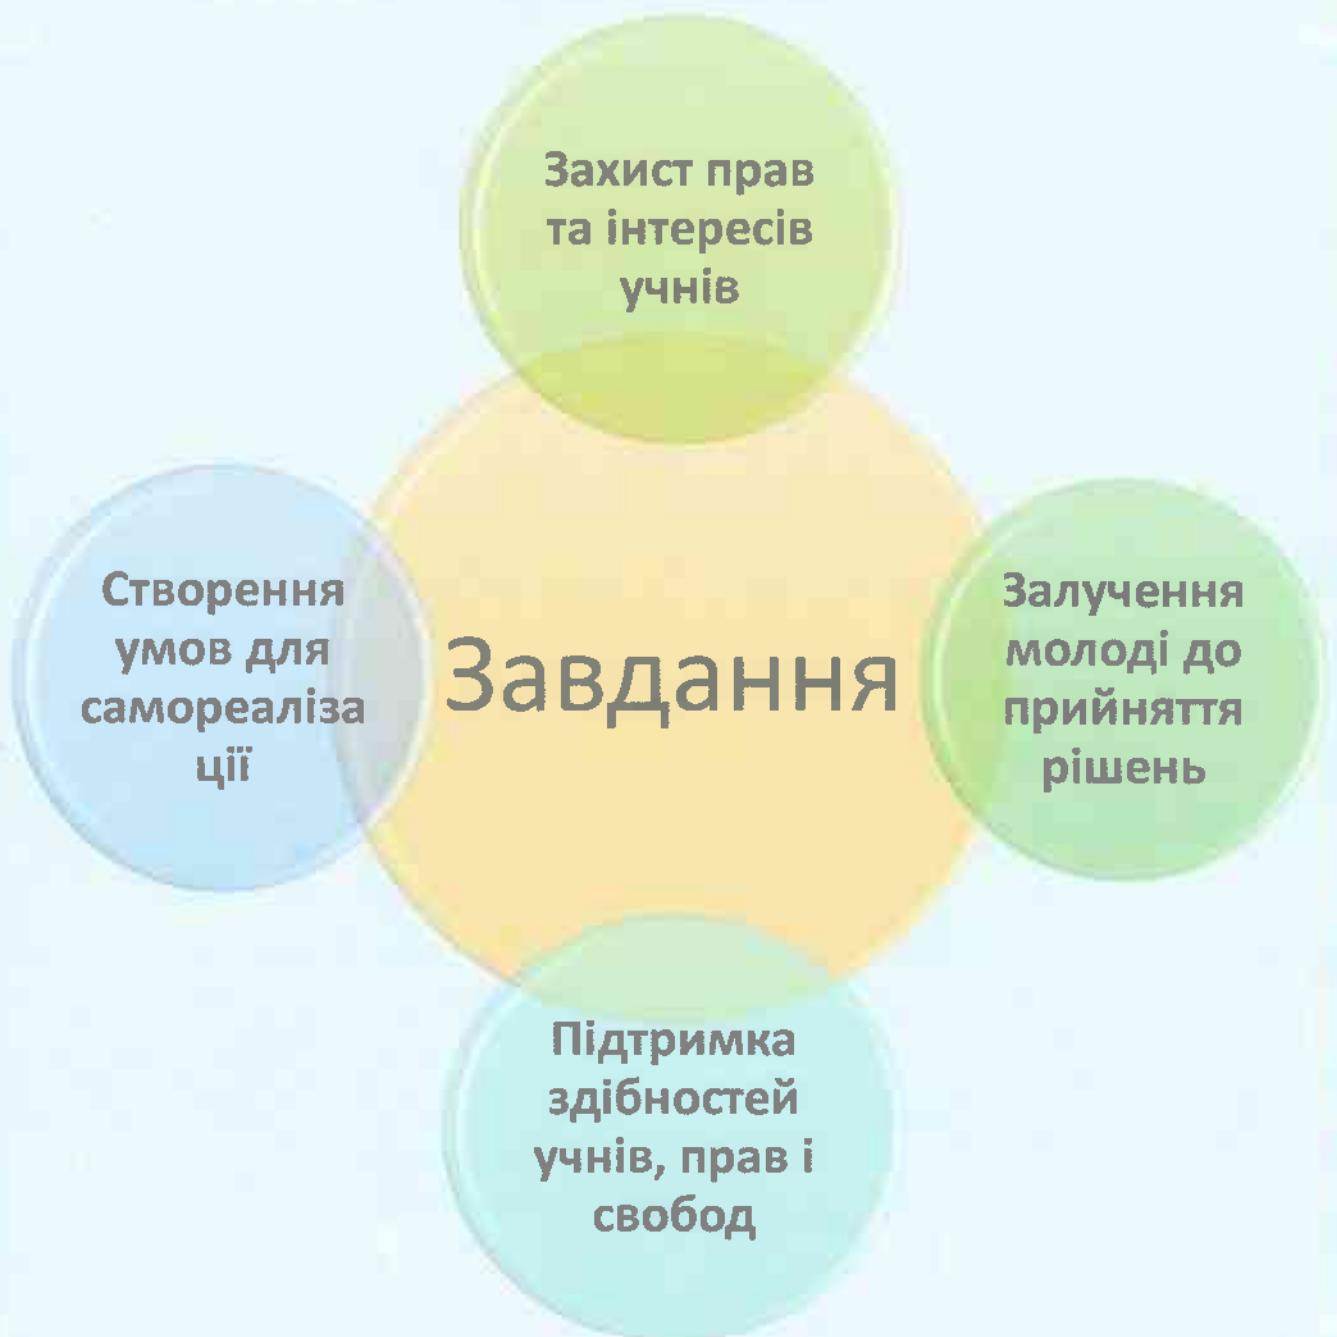 Захист прав
та інтересів
учнів
Створення
умов для
самореаліза
ції
Завдання
Залучення
молоді до
прийняття
рішень
Підтримка
здібностей
учнів, прав і
свобод